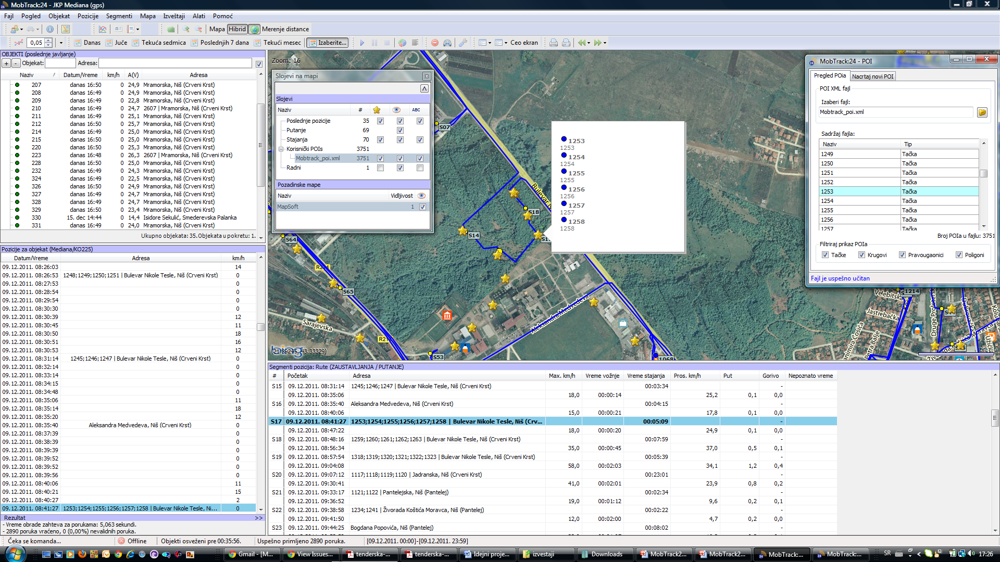 MobTrack:24 - JKP Mediana (gps)
Fajl Pogled Objekat Pozicije Segmenti Mapa Izveštaji Alati Pomoć
Mapa Hibrid Merenje distance
0,05 Danas Juče Tekuća sedmica Poslednjih 7 dana Tekući mesec Izaberite... Ceo ekran
OBJEKTI (poslednje javljanje)
+ - Objekat: Adresa:
Naziv / Datum/Vreme km/h A(V) Adresa
207 danas 16:50 0 24,9 Mramorska, Niš (Crveni Krst)
208 danas 16:49 0 24,9 Mramorska, Niš (Crveni Krst)
209 danas 16:49 0 22,8 Mramorska, Niš (Crveni Krst)
210 danas 16:49 0 24,7 2607 | Mramorska, Niš (Crveni Krst)
211 danas 16:49 0 25,1 Mramorska, Niš (Crveni Krst)
212 danas 16:50 0 25,7 Mramorska, Niš (Crveni Krst)
214 danas 16:49 0 25,0 Mramorska, Niš (Crveni Krst)
215 danas 16:50 0 25,0 Mramorska, Niš (Crveni Krst)
220 danas 16:50 0 25,3 Mramorska, Niš (Crveni Krst)
223 danas 16:48 0 26,3 2607 | Mramorska, Niš (Crveni Krst)
228 danas 16:50 0 25,0 Mramorska, Niš (Crveni Krst)
232 danas 16:49 0 24,3 Mramorska, Niš (Crveni Krst)
324 danas 16:49 0 22,5 Mramorska, Niš (Crveni Krst)
326 danas 16:50 0 24,9 Mramorska, Niš (Crveni Krst)
327 danas 16:49 0 24,7 Mramorska, Niš (Crveni Krst)
328 danas 16:49 0 24,7 Mramorska, Niš (Crveni Krst)
329 danas 16:50 0 23,4 Mramorska, Niš (Crveni Krst)
330 15. dec 14:44 0 14,4 Isidore Sekulić, Smederevska Palanka
331 danas 16:49 0 24,0 Mramorska, Niš (Crveni Krst)
Ukupno objekata: 35.Objekata u pokretu: 1.
Pozicije za objekat (Mediana/KO225)
Datum/Vreme Adresa km/h
09.12.2011. 08:26:03 14
09.12.2011. 08:26:53 1248;1249;1250;1251 | Bulevar Nikole Tesle, Niš (Crveni Krst) 0
09.12.2011. 08:27:53 0
09.12.2011. 08:28:54 0
09.12.2011. 08:29:54 0
09.12.2011. 08:30:30 0
09.12.2011. 08:30:39 12
09.12.2011. 08:30:45 11
09.12.2011. 08:30:50 18
09.12.2011. 08:30:51 16
09.12.2011. 08:30:53 12
09.12.2011. 08:31:14 1245;1246;1247 | Bulevar Nikole Tesle, Niš (Crveni Krst) 0
09.12.2011. 08:32:14 0
09.12.2011. 08:33:14 0
09.12.2011. 08:34:15 0
09.12.2011. 08:34:48 0
09.12.2011. 08:35:06 11
09.12.2011. 08:35:14 18
09.12.2011. 08:35:20 12
09.12.2011. 08:35:40 Aleksandra Medvedeva, Niš (Crveni Krst) 0
09.12.2011. 08:37:39 0
09.12.2011. 08:38:39 0
09.12.2011. 08:39:39 0
09.12.2011. 08:39:52 0
09.12.2011. 08:39:52 0
09.12.2011. 08:39:56 0
09.12.2011. 08:40:06 11
09.12.2011. 08:40:21 15
09.12.2011. 08:40:27 2
09.12.2011. 08:41:27 1253;1254;1255;1256;1257;1258 | Bulevar Nikole Tesle, Ni... 0
Rezultat >>
- Vreme obrade zahteva za porukama: 5,063 sekundi.
- 2890 poruka vraćeno, 0 (0,00%) nevalidnih poruka.
Zoom: 16
Slojevi na mapi
Slojevi
Naziv # ABC
Poslednje pozicije 35
Putanje 69
Stajanja 70
Korisnički POIs 3751
Mobtrack_poi.xml 3751
Radni 1
Pozadinske mape
Naziv Vidljivost
MapSoft 1
S07
S18
S14
S64
S65
S53
R214
Sarajevska
Aleksandra Medvedeva
1068
1214
Velebitska
Jastrebačka
Petra Balje
bing
1253
1253
1254
1254
1255
1255
1256
1256
1257
1257
1258
1258
MobTrack:24 - POI
Pregled POIa Nacrtaj novi POI
POI XML fajl
Izaberi fajl:
Mobtrack_poi.xml
Sadržaj fajla:
Naziv Tip
1249 Tačka
1250 Tačka
1251 Tačka
1252 Tačka
1253 Tačka
1254 Tačka
1255 Tačka
1256 Tačka
1257 Tačka
Broj POIa u fajlu: 3751
Filtriraj prikaz POIa
Tačke Krugovi Pravougaonici Poligoni
Fajl je uspešno učitan
Segmenti pozicija: Rute (ZAUSTAVLJANJA / PUTANJE)
# Početak Adresa Max. km/h Vreme vožnje Vreme stajanja Pros. km/h Put Gorivo Nepoznato vreme
S15 09.12.2011. 08:31:14 1245;1246;1247 | Bulevar Nikole Tesle, Niš (Crveni Krst) 00:03:34 -
09.12.2011. 08:35:06 18,0 00:00:14 25,2 0,1 0,0
S16 09.12.2011. 08:35:40 Aleksandra Medvedeva, Niš (Crveni Krst) 00:04:15 -
09.12.2011. 08:40:06 15,0 00:00:21 17,8 0,1 0,0
S17 09.12.2011. 08:41:27 1253;1254;1255;1256;1257;1258 | Bulevar Nikole Tesle, Niš (Crv... 00:05:09 -
09.12.2011. 08:47:22 18,0 00:00:20 24,9 0,1 0,0
S18 09.12.2011. 08:48:16 1259;1260;1261;1262;1263 | Bulevar Nikole Tesle, Niš (Crveni Krst) 00:07:59 -
09.12.2011. 08:56:34 35,0 00:00:45 37,0 0,5 0,1
S19 09.12.2011. 08:57:54 1318;1319;1320;1321;1322;1323 | Bulevar Nikole Tesle, Niš (Crveni Krst) 00:05:39 -
09.12.2011. 09:04:08 58,0 00:02:03 34,1 1,2 0,4
S20 09.12.2011. 09:07:12 1117;1118;1119;1120 | Jadranska, Niš (Crveni Krst) 00:23:01 -
09.12.2011. 09:30:41 41,0 00:02:01 23,9 0,8 0,2
S21 09.12.2011. 09:33:17 1121;1122 | Pantelejska, Niš (Pantelej) 00:02:34 -
09.12.2011. 09:36:52 19,0 00:01:12 9,6 0,2 0,1
S22 09.12.2011. 09:38:58 1234;1241 | Živorada Koštića Moravca, Niš (Pantelej) 00:02:22 -
09.12.2011. 09:41:50 12,0 00:02:00 4,7 0,2 0,0
S23 09.12.2011. 09:44:25 Bogdana Popovića, Niš (Pantelej) 00:08:02 -
Čeka se komanda... Offline Objekti osveženi pre 00:35:56. Uspešno primljeno 2890 poruka. [09.12.2011. 00:00]-[09.12.2011. 23:59]
Gmail - [M... View Issues... tenderska-... tenderska-... Idejni proje... izvestaji Downloads MobTrack2... MobTrack2... MobTrack:... MobTrack:... SR 17:26